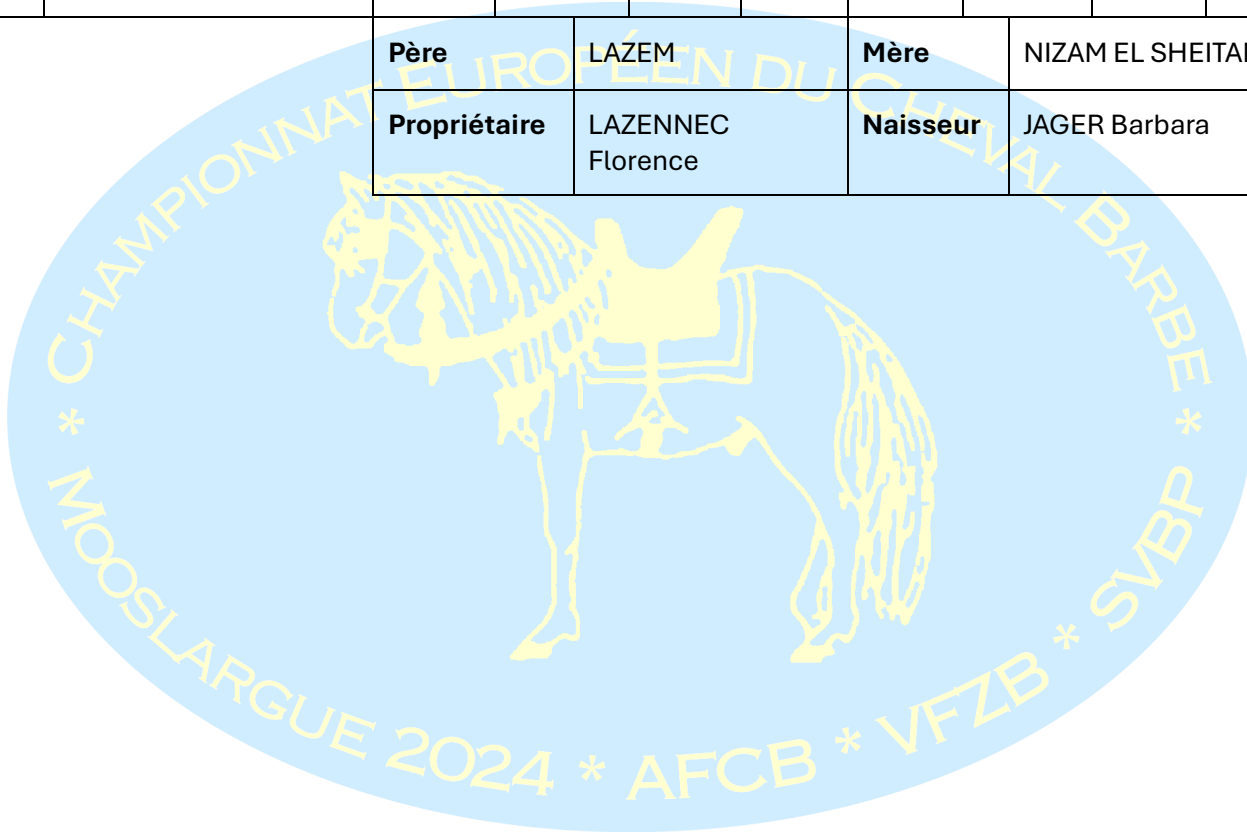 Père LAZEM Mère NIZAM EL SHEITAN
Propriétaire LAZENNEC Naisseur JAGER Barbara
Florence
* CHAMPIONNAT EUROPÉEN DU CHEVAL BARBE *
MOOSLARGUE 2024 * AFCB * VFZB * SVBP